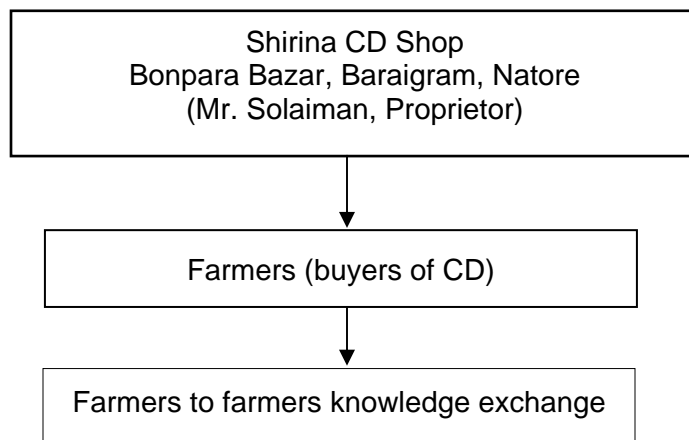 Shirina CD Shop
Bonpara Bazar, Baraigram, Natore
(Mr. Solaiman, Proprietor)
Farmers (buyers of CD)
Farmers to farmers knowledge exchange